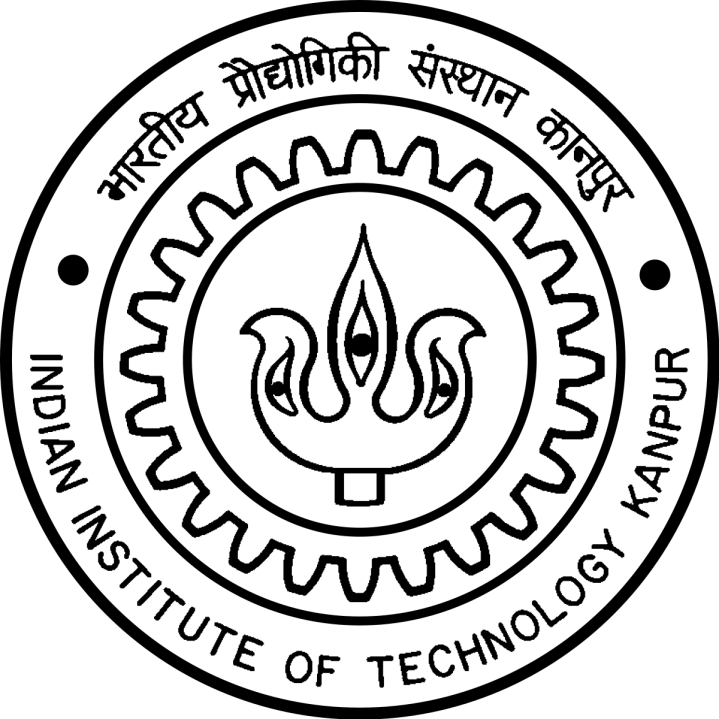 भारतीय प्रौद्योगिकी संस्थान कानपुर
INDIAN INSTITUTE OF TECHNOLOGY KANPUR